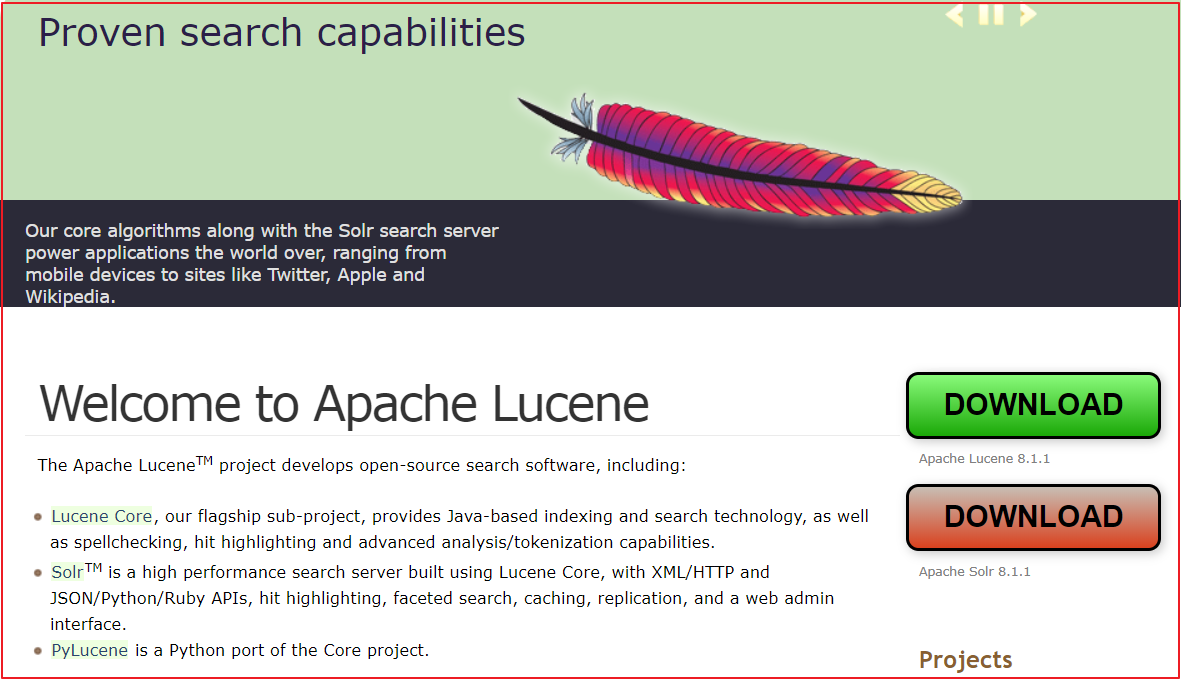 Proven search capabilities
Our core algorithms along with the Solr search server
power applications the world over, ranging from
mobile devices to sites like Twitter, Apple and
Wikipedia.
Welcome to Apache Lucene
The Apache Lucene™ project develops open-source search software, including:
Lucene Core, our flagship sub-project, provides Java-based indexing and search technology, as well
as spellchecking, hit highlighting and advanced analysis/tokenization capabilities.
Solr™ is a high performance search server built using Lucene Core, with XML/HTTP and
JSON/Python/Ruby APIs, hit highlighting, faceted search, caching, replication, and a web admin
interface.
PyLucene is a Python port of the Core project.
DOWNLOAD
Apache Lucene 8.1.1
DOWNLOAD
Apache Solr 8.1.1
Projects